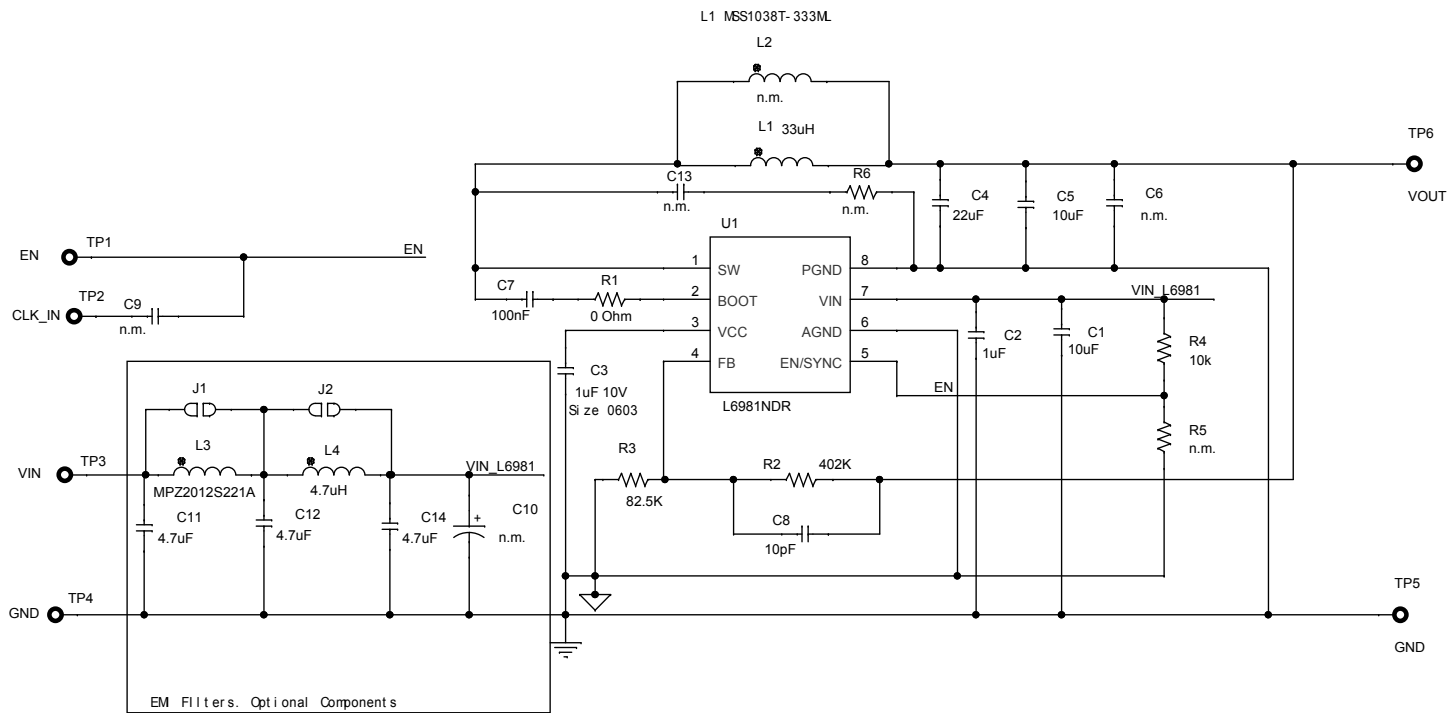 L1 MSS1038T-333ML
L2
n.m.
L1 33uH
TP6
VOUT
C13
n.m.
R6
n.m.
C4
22uF
C5
10uF
C6
n.m.
U1
EN
TP1
EN
CLK_IN
TP2
C9
n.m.
1
SW
PGND
8
C7
100nF
R1
0 Ohm
2
BOOT
VIN
7
VIN_L6981
3
VCC
AGND
6
4
FB
EN/SYNC
5
L6981NDR
C3
1uF 10V
Size 0603
C2
1uF
C1
10uF
R4
10k
EN
R5
n.m.
J1
J2
L3
MPZ2012S221A
L4
4.7uH
VIN
TP3
VIN_L6981
C11
4.7uF
C12
4.7uF
C14
4.7uF
+
C10
n.m.
R3
82.5K
R2
402K
C8
10pF
GND
TP4
TP5
GND
EMI FIlters. Optional Components